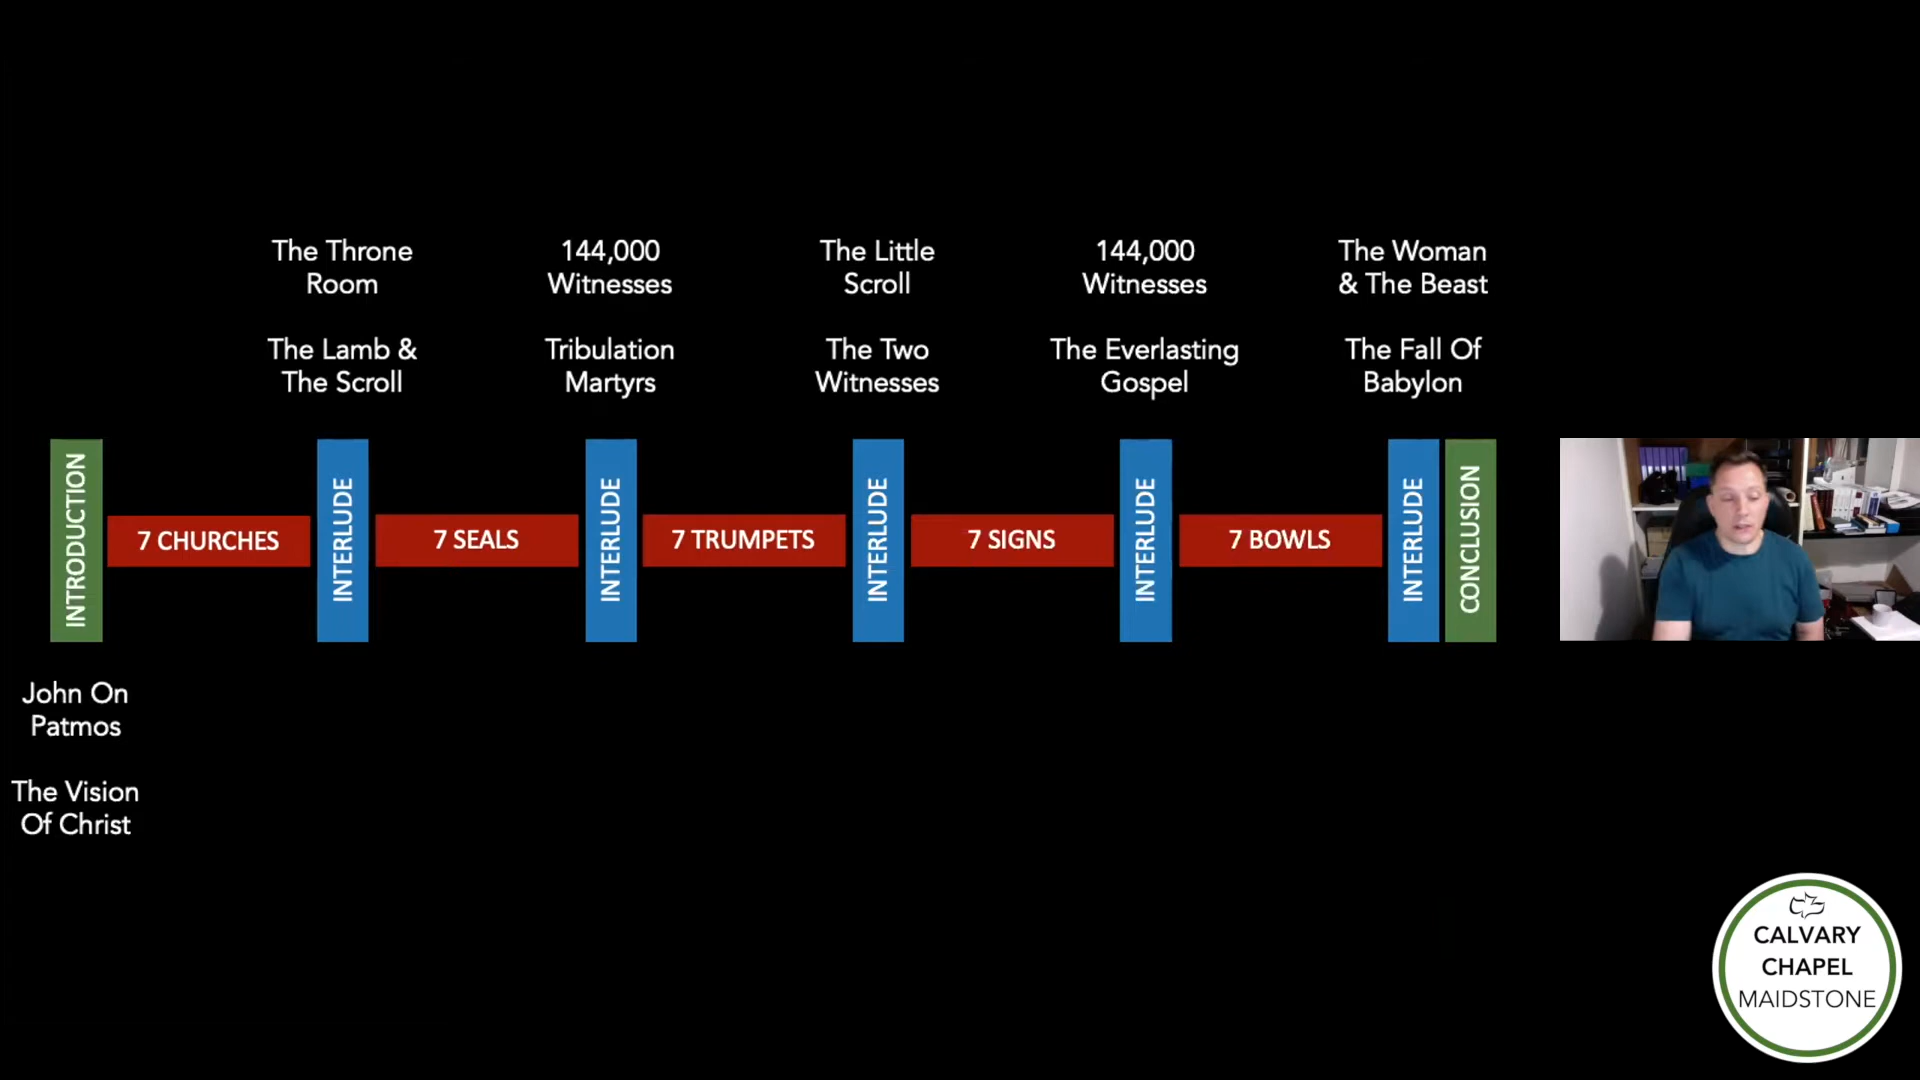 The Throne
Room
The Lamb &
The Scroll
144,000
Witnesses
Tribulation
Martyrs
The Little
Scroll
The Two
Witnesses
144,000
Witnesses
The Everlasting
Gospel
The Woman
& The Beast
The Fall Of
Babylon
INTRODUCTION
7 CHURCHES
INTERLUDE
7 SEALS
INTERLUDE
7 TRUMPETS
INTERLUDE
7 SIGNS
INTERLUDE
7 BOWLS
INTERLUDE
CONCLUSION
John On
Patmos
The Vision
Of Christ
CALVARY
CHAPEL
MAIDSTONE